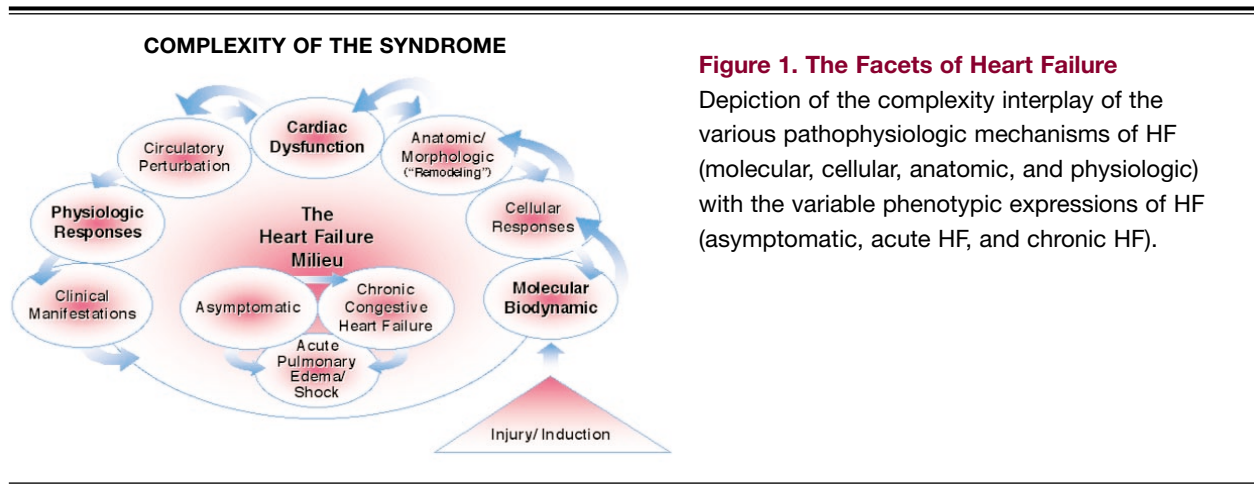 COMPLEXITY OF THE SYNDROME
Cardiac
Dysfunction
Circulatory
Perturbation
Anatomic/
Morphologic
("Remodeling")
Physiologic
Responses
The
Heart Failure
Milieu
Cellular
Responses
Clinical
Manifestations
Asymptomatic
Chronic
Congestive
Heart Failure
Molecular
Biodynamic
Acute
Pulmonary
Edema/
Shock
Injury/Induction
Figure 1. The Facets of Heart Failure
Depiction of the complexity interplay of the
various pathophysiologic mechanisms of HF
(molecular, cellular, anatomic, and physiologic)
with the variable phenotypic expressions of HF
(asymptomatic, acute HF, and chronic HF).